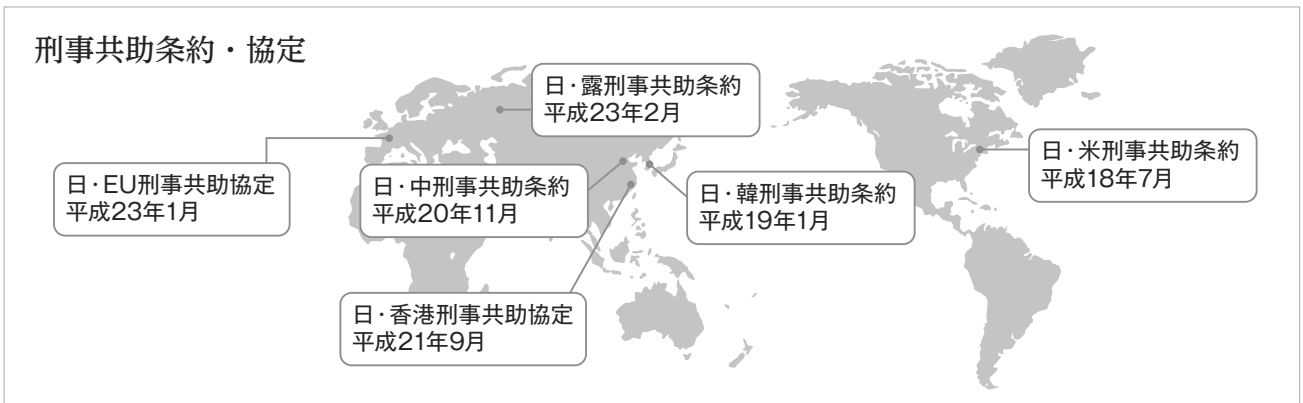 刑事共助条約・協定
日・露刑事共助条約
平成23年2月
日・EU刑事共助協定
平成23年1月
日・中刑事共助条約
平成20年11月
日・韓刑事共助条約
平成19年1月
日・米刑事共助条約
平成18年7月
日・香港刑事共助協定
平成21年9月